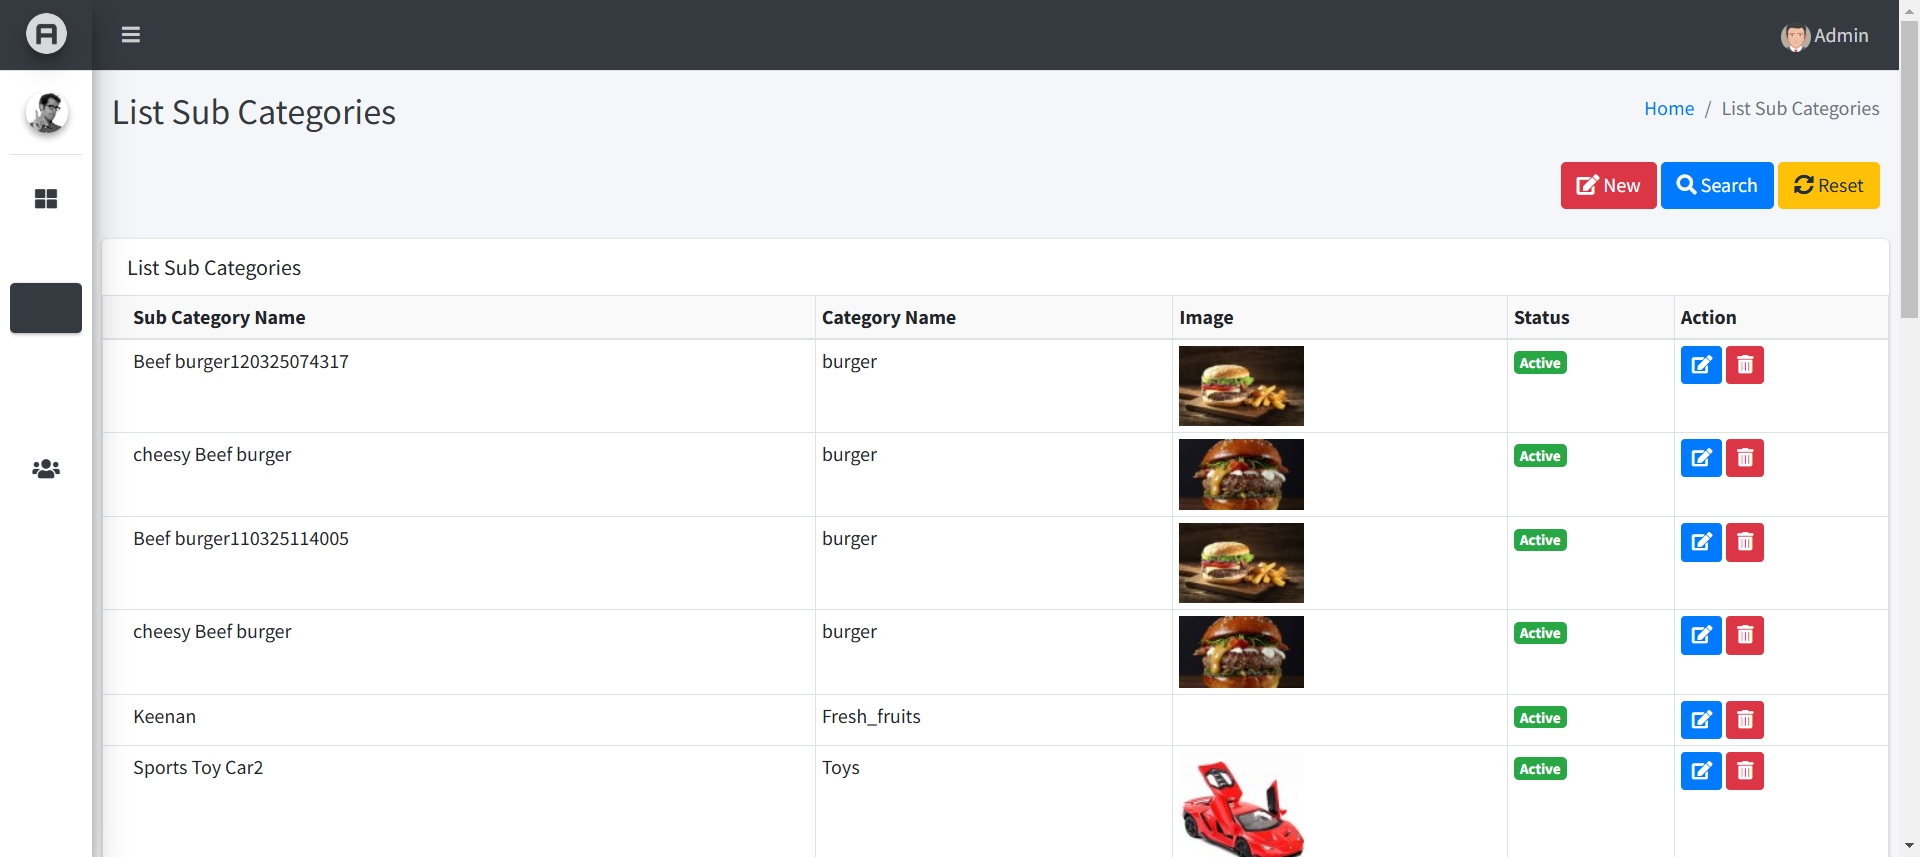 Admin
List Sub Categories
Home / List Sub Categories
New Search Reset
List Sub Categories
Sub Category Name Category Name Image Status Action
Beef burger120325074317 burger Active
cheesy Beef burger burger Active
Beef burger110325114005 burger Active
cheesy Beef burger burger Active
Keenan Fresh_fruits Active
Sports Toy Car2 Toys Active